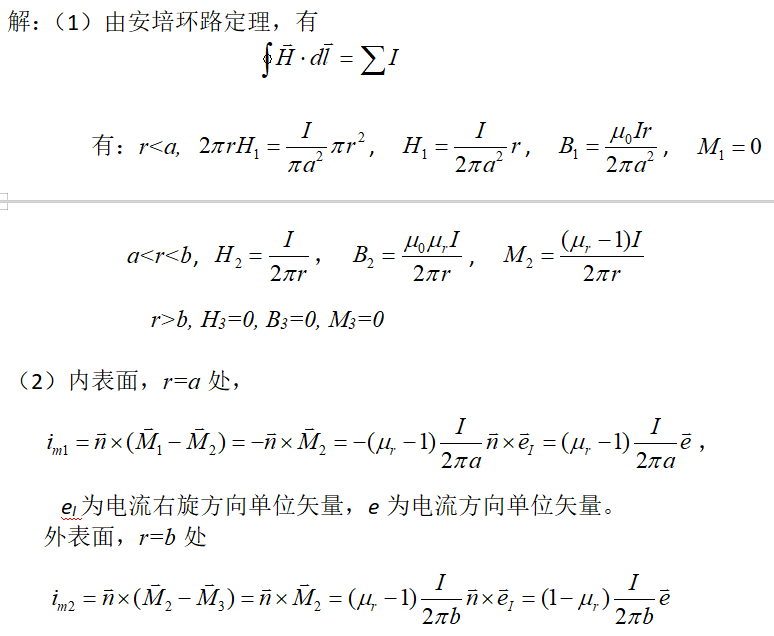 解：（1）由安培环路定理，有
$\oint \vec{H} \cdot d\vec{l} = \sum I$
有：r<a, $2\pi r H_1 = \frac{I}{\pi a^2} \pi r^2$， $H_1 = \frac{I}{2\pi a^2} r$， $B_1 = \frac{\mu_0 I r}{2\pi a^2}$， $M_1 = 0$
a<r<b， $H_2 = \frac{I}{2\pi r}$， $B_2 = \frac{\mu_0 \mu_r I}{2\pi r}$， $M_2 = \frac{(\mu_r - 1) I}{2\pi r}$
r>b, H₃=0, B₃=0, M₃=0
（2）内表面，r=a 处，
$i_{m1} = \vec{n} \times (\vec{M}_1 - \vec{M}_2) = -\vec{n} \times \vec{M}_2 = -(\mu_r - 1) \frac{I}{2\pi a} \vec{n} \times \vec{e}_I = (\mu_r - 1) \frac{I}{2\pi a} \vec{e}$，
e_I为电流右旋方向单位矢量，e 为电流方向单位矢量。
外表面，r=b 处
$i_{m2} = \vec{n} \times (\vec{M}_2 - \vec{M}_3) = \vec{n} \times \vec{M}_2 = (\mu_r - 1) \frac{I}{2\pi b} \vec{n} \times \vec{e}_I = (1 - \mu_r) \frac{I}{2\pi b} \vec{e}$